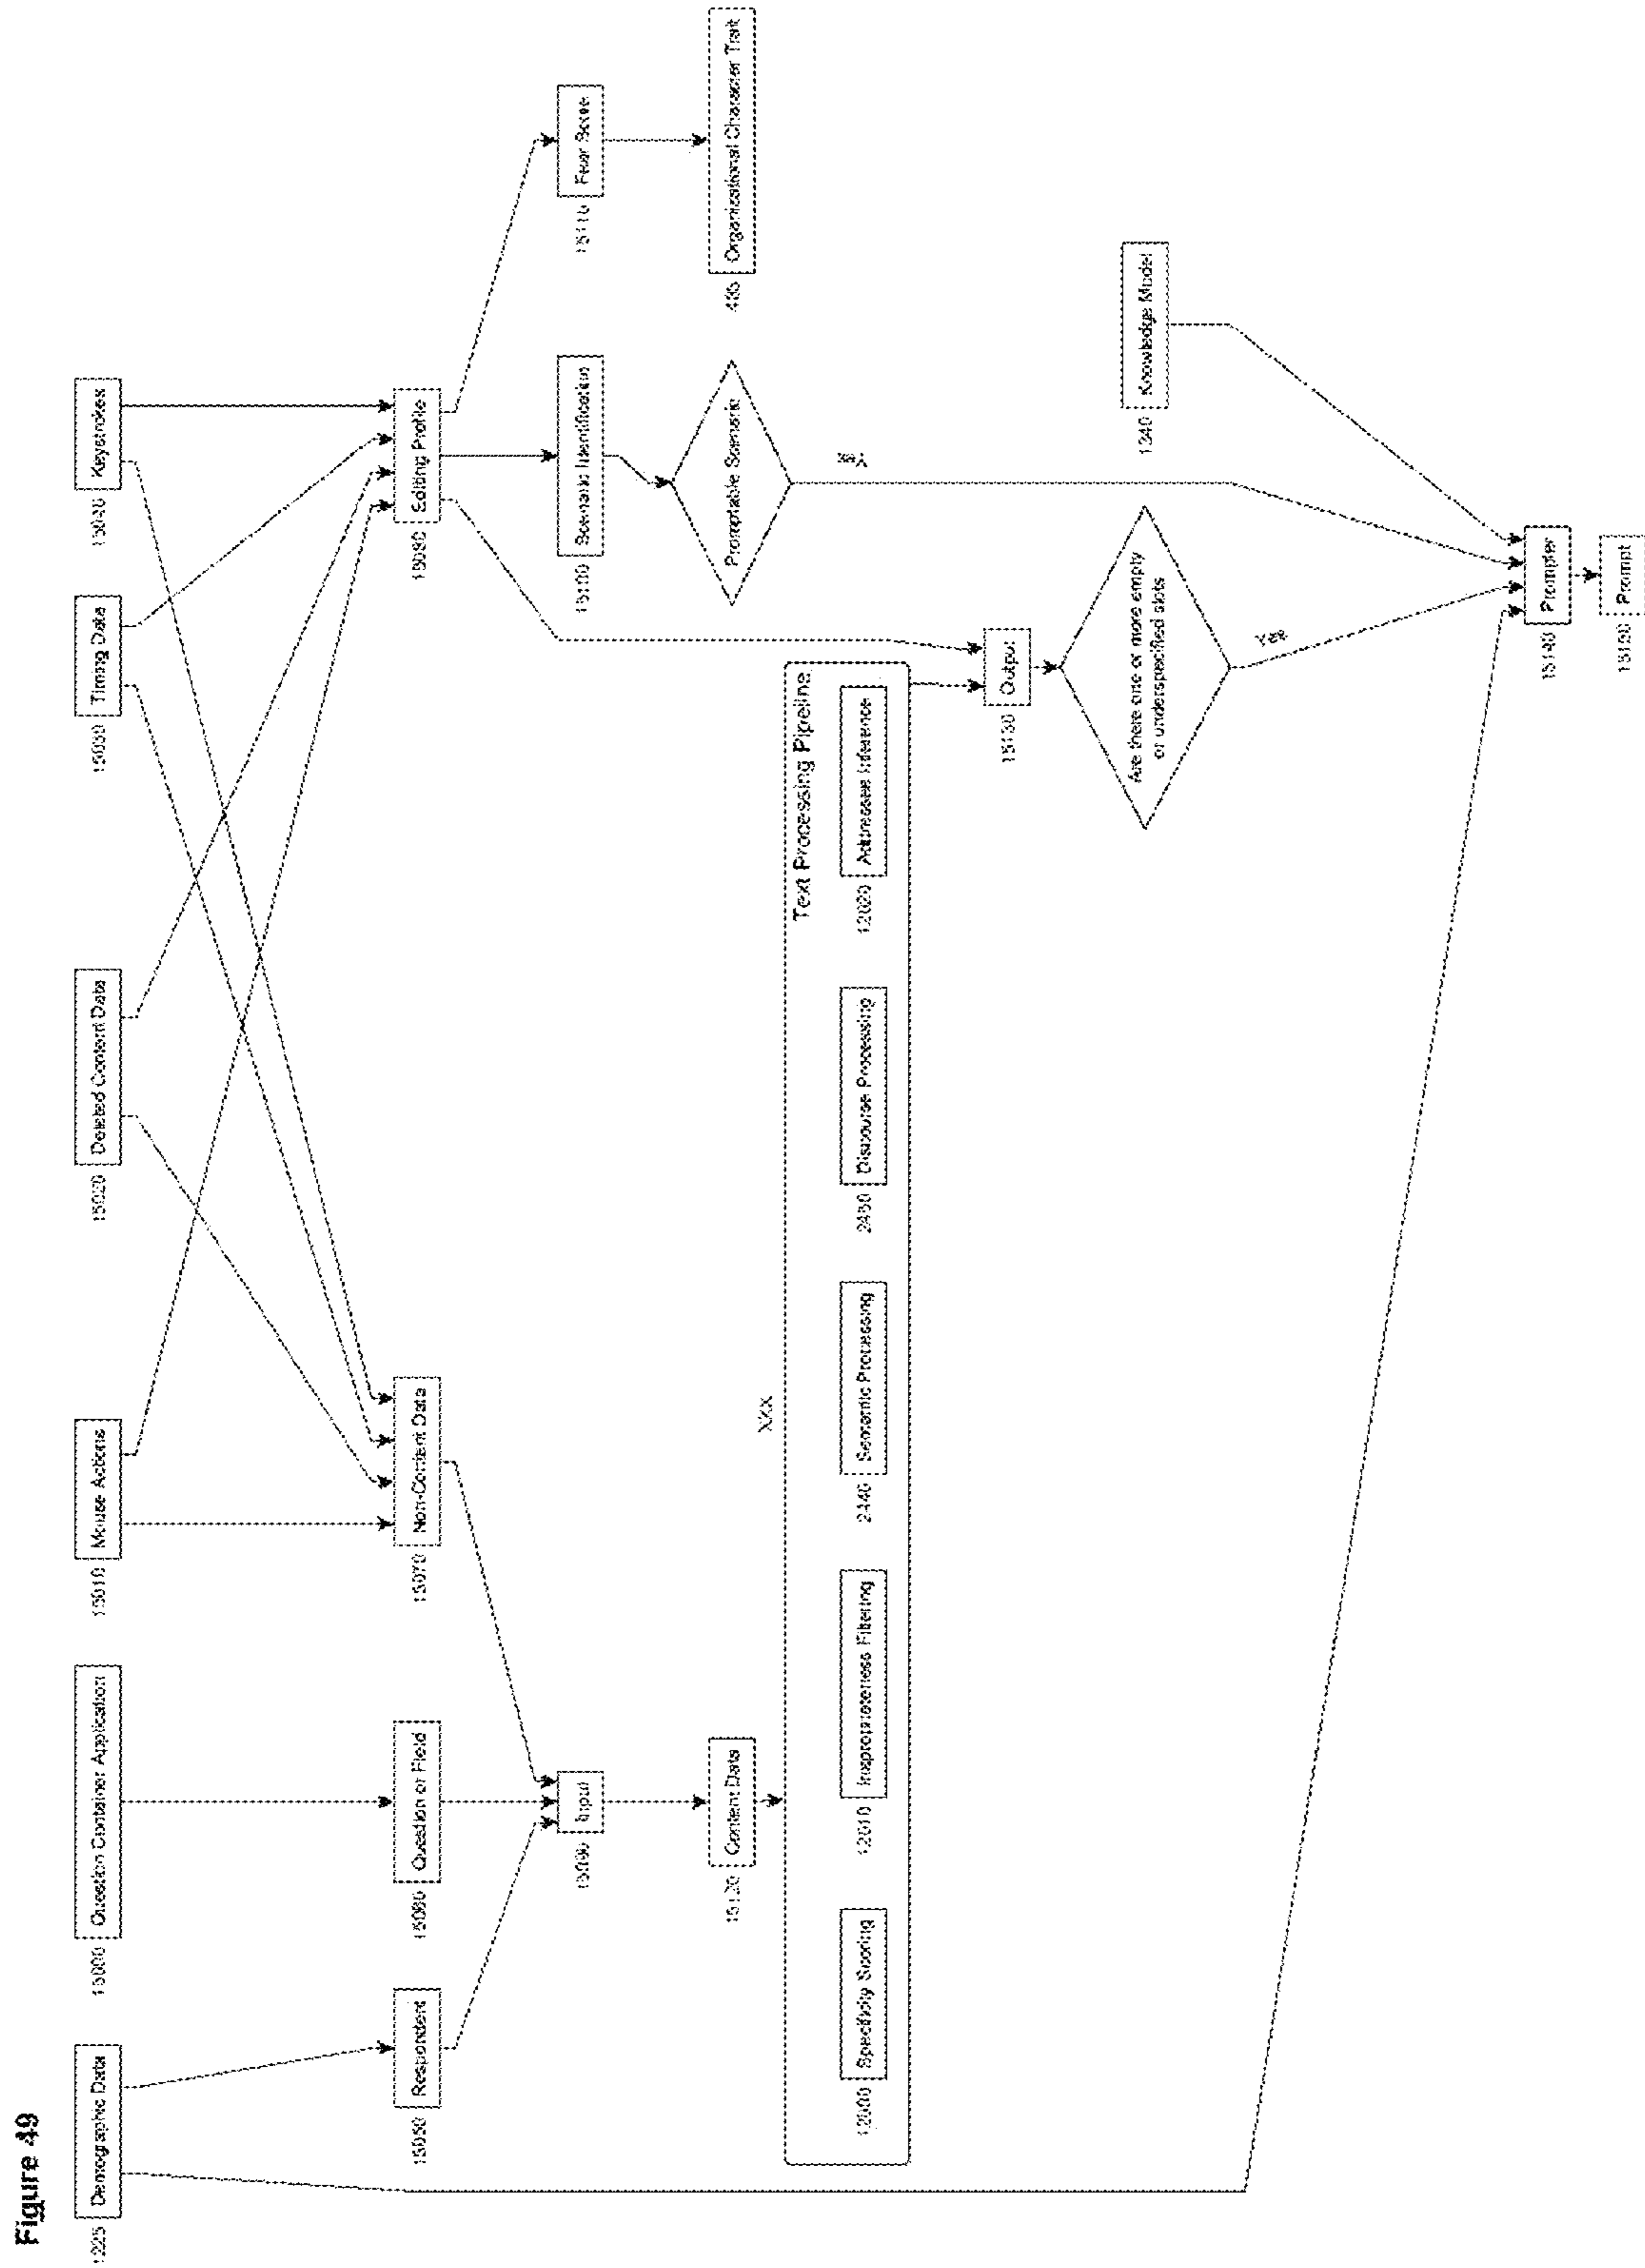 Figure 49
1225 Demographic Data
15000 Question Container Application
15010 Mouse Actions
15020 Deleted Content Data
15030 Timing Data
15040 Keystrokes
15050 Respondent
15060 Question or Field
15070 Non-Content Data
15080 Editing Profile
15090 Input
15100 Scenario Identification
15110 Fear Score
15120 Content Data
Promptable Scenario
485 Organizational Character Trait
XXX
Text Processing Pipeline
12000 Specificity Scoring
12010 Inapropriateness Filtering
2440 Semantic Processing
2450 Discourse Processing
12020 Addressee Inference
15130 Output
Are there one or more empty
or underspecified slots
Yes
1340 Knowledge Model
15140 Prompter
15150 Prompt